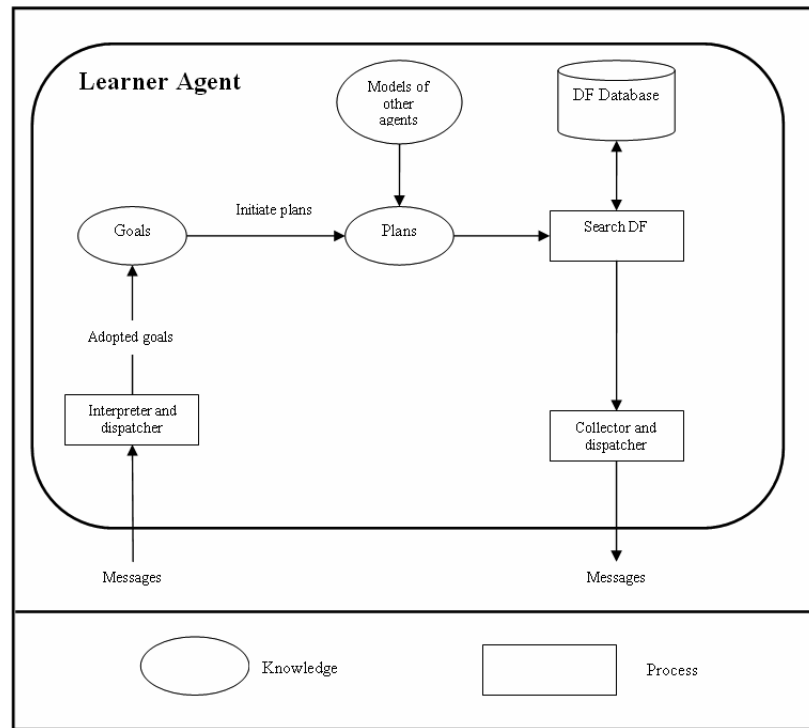 Learner Agent
Models of
other
agents
DF Database
Initiate plans
Goals
Plans
Search DF
Adopted goals
Interpreter and
dispatcher
Collector and
dispatcher
Messages
Messages
Knowledge
Process